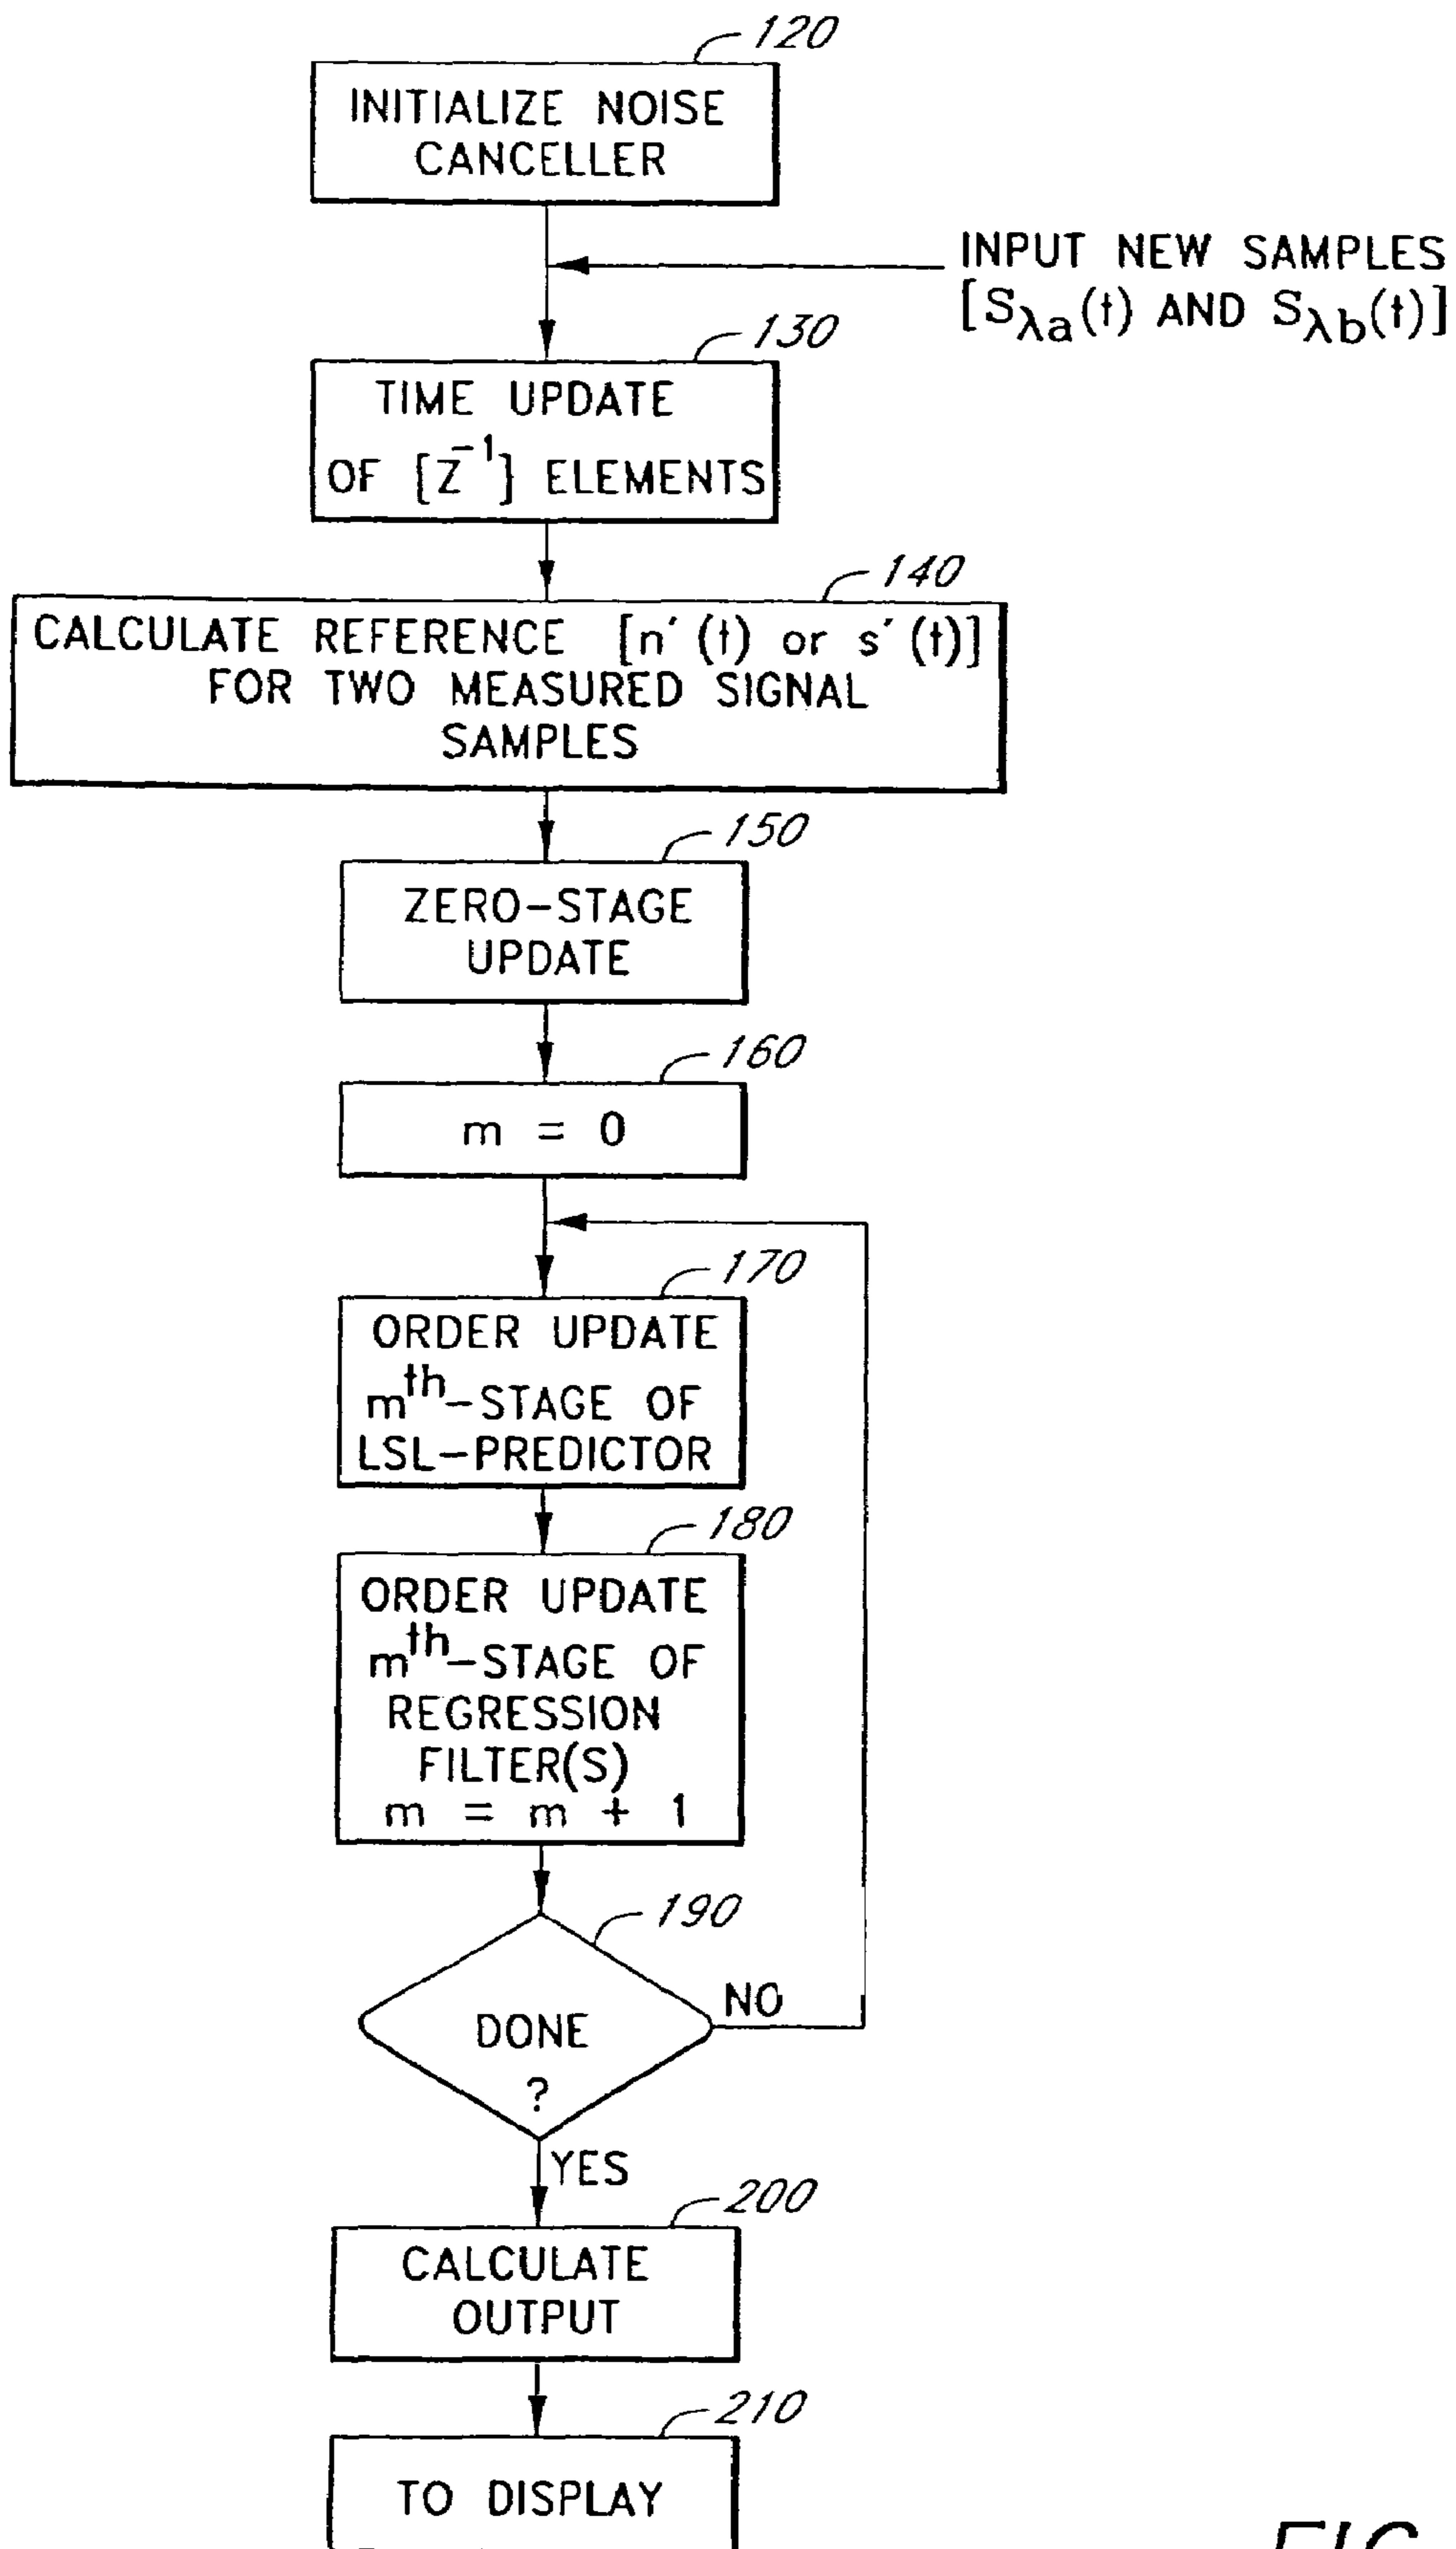 120
INITIALIZE NOISE
CANCELLER
INPUT NEW SAMPLES
[Sλa(t) AND Sλb(t)]
130
TIME UPDATE
OF [Z⁻¹] ELEMENTS
140
CALCULATE REFERENCE [n′(t) or s′(t)]
FOR TWO MEASURED SIGNAL
SAMPLES
150
ZERO-STAGE
UPDATE
160
m = 0
170
ORDER UPDATE
mᵗʰ-STAGE OF
LSL-PREDICTOR
180
ORDER UPDATE
mᵗʰ-STAGE OF
REGRESSION
FILTER(S)
m = m + 1
190
NO
DONE
?
YES
200
CALCULATE
OUTPUT
210
TO DISPLAY